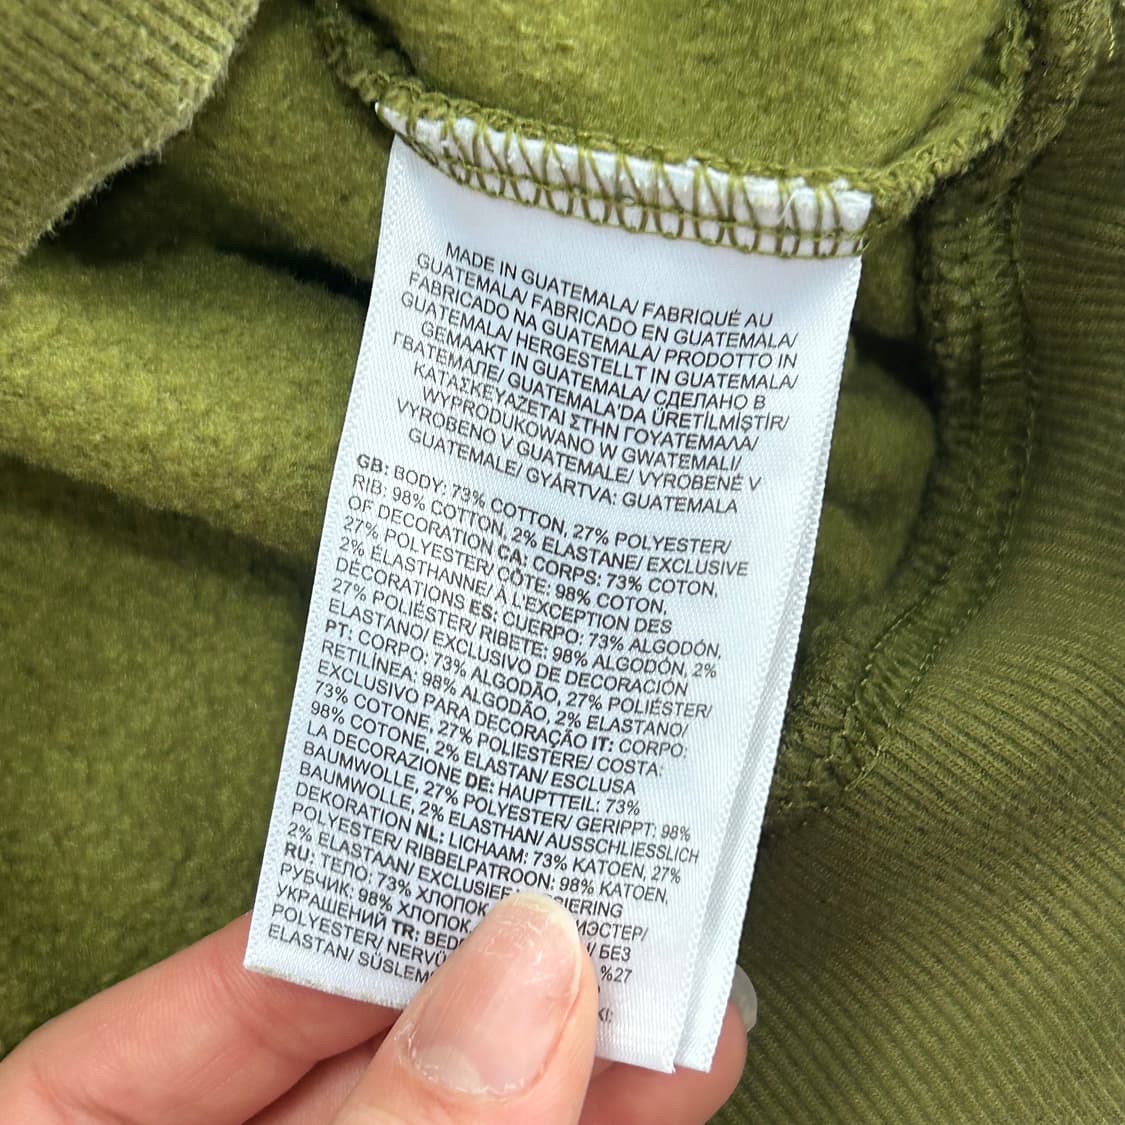 MADE IN GUATEMALA/ FABRIQUÉ AU
GUATEMALA/ FABRICADO EN GUATEMALA/
FABRICADO NA GUATEMALA/ PRODOTTO IN
GUATEMALA/ HERGESTELLT IN GUATEMALA/
GEMAAKT IN GUATEMALA/ СДЕЛАНО В
ГВАТЕМАЛЕ/ GUATEMALA'DA ÜRETİLMİŞTİR/
ΚΑΤΑΣΚΕΥΑΖΕΤΑΙ ΣΤΗΝ ΓΟΥΑΤΕΜΑΛΑ/
WYPRODUKOWANO W GWATEMALI/
VYROBENO V GUATEMALE/ VYROBENÉ V
GUATEMALE/ GYÁRTVA: GUATEMALA
GB: BODY: 73% COTTON, 27% POLYESTER/
RIB: 98% COTTON, 2% ELASTANE/ EXCLUSIVE
OF DECORATION CA: CORPS: 73% COTON,
27% POLYESTER/ CÔTE: 98% COTON,
2% ÉLASTHANNE/ À L'EXCEPTION DES
DÉCORATIONS ES: CUERPO: 73% ALGODÓN,
27% POLIÉSTER/ RIBETE: 98% ALGODÓN, 2%
ELASTANO/ EXCLUSIVO DE DECORACIÓN
PT: CORPO: 73% ALGODÃO, 27% POLIÉSTER/
RETILÍNEA: 98% ALGODÃO, 2% ELASTANO/
EXCLUSIVO PARA DECORAÇÃO IT: CORPO:
73% COTONE, 27% POLIESTERE/ COSTA:
98% COTONE, 2% ELASTAN/ ESCLUSA
LA DECORAZIONE DE: HAUPTTEIL: 73%
BAUMWOLLE, 27% POLYESTER/ GERIPPT: 98%
BAUMWOLLE, 2% ELASTHAN/ AUSSCHLIESSLICH
DEKORATION NL: LICHAAM: 73% KATOEN, 27%
POLYESTER/ RIBBELPATROON: 98% KATOEN,
2% ELASTAAN/ EXCLUSIEF
RU: ТЕЛО: 73% ХЛОПОК
РУБЧИК: 98% ХЛОПОК БЕЗ
УКРАШЕНИЙ TR: %27
POLYESTER/
ELASTAN/